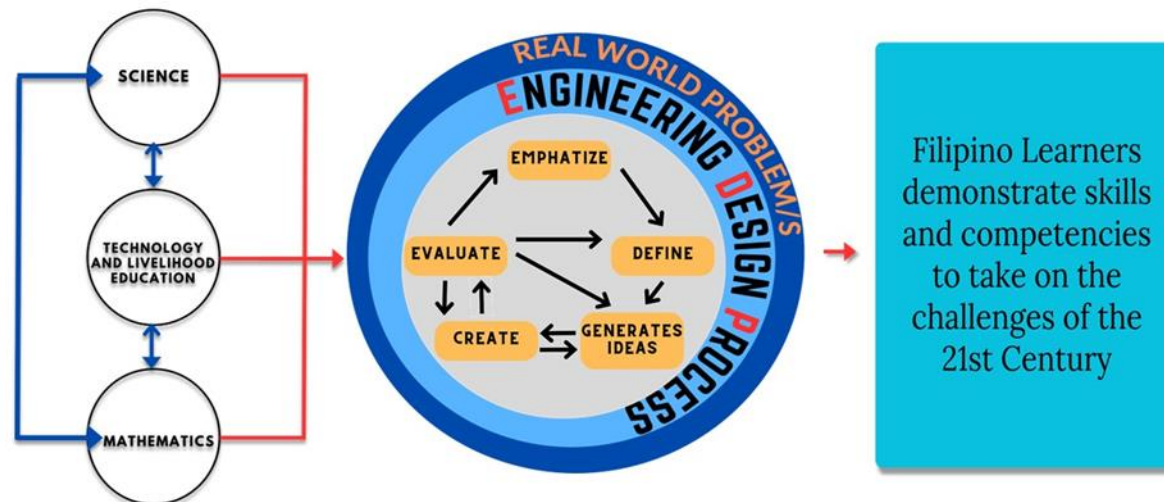 SCIENCE
TECHNOLOGY
AND LIVELIHOOD
EDUCATION
MATHEMATICS
REAL WORLD PROBLEM/S
ENGINEERING DESIGN PROCESS
EMPHATIZE
EVALUATE
DEFINE
CREATE
GENERATES
IDEAS
Filipino Learners
demonstrate skills
and competencies
to take on the
challenges of the
21st Century